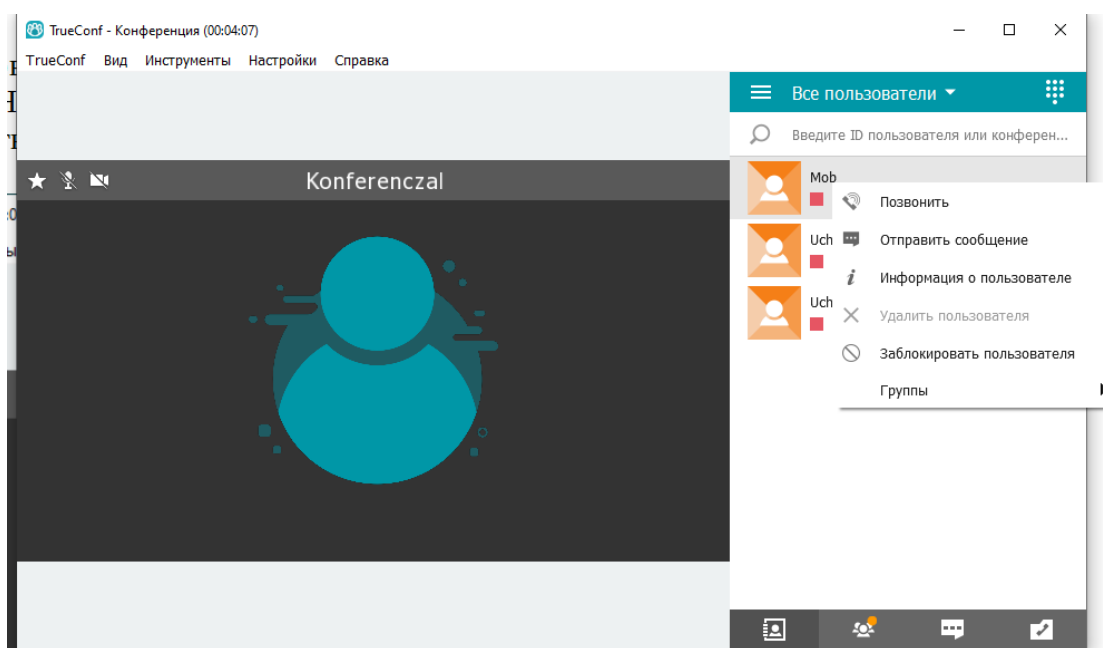 TrueConf - Конференция (00:04:07)
TrueConf Вид Инструменты Настройки Справка
Все пользователи
Введите ID пользователя или конферен...
Konferenczal
Mob
Позвонить
Uch
Отправить сообщение
Информация о пользователе
Uch
Удалить пользователя
Заблокировать пользователя
Группы